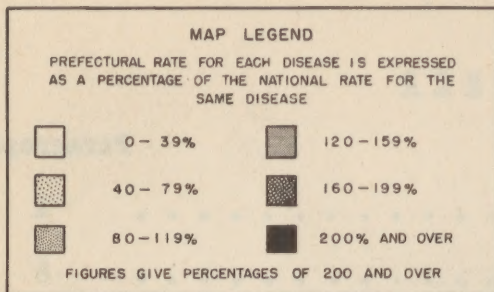 MAP LEGEND
PREFECTURAL RATE FOR EACH DISEASE IS EXPRESSED
AS A PERCENTAGE OF THE NATIONAL RATE FOR THE
SAME DISEASE
0-39% 120-159%
40-79% 160-199%
80-119% 200% AND OVER
FIGURES GIVE PERCENTAGES OF 200 AND OVER